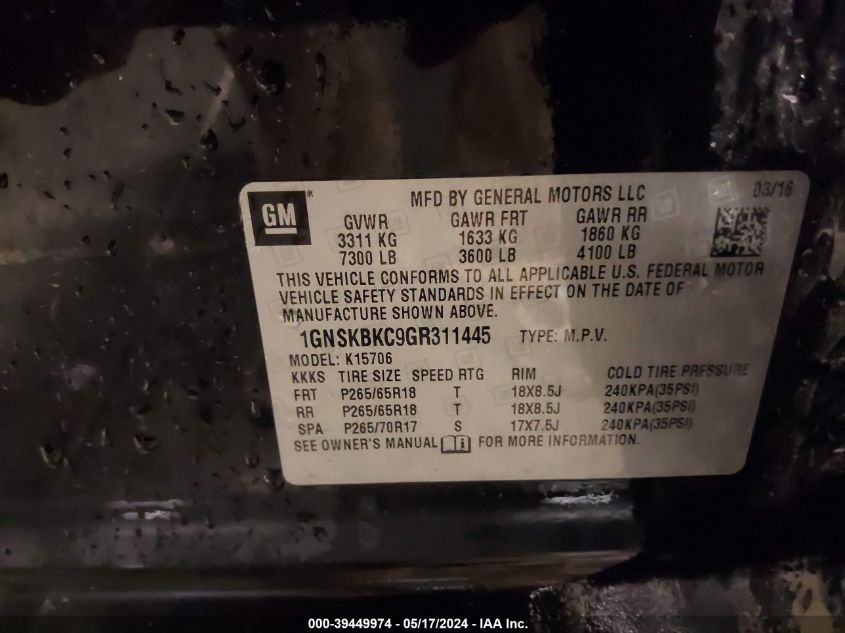 GM ®
MFD BY GENERAL MOTORS LLC 03/16
GVWR GAWR FRT GAWR RR
3311 KG 1633 KG 1860 KG
7300 LB 3600 LB 4100 LB
THIS VEHICLE CONFORMS TO ALL APPLICABLE U.S. FEDERAL MOTOR
VEHICLE SAFETY STANDARDS IN EFFECT ON THE DATE OF
MANUFACTURE SHOWN ABOVE.
1GNSKBKC9GR311445 TYPE: M.P.V.
MODEL: K15706
KKKS TIRE SIZE SPEED RTG RIM COLD TIRE PRESSURE
FRT P265/65R18 T 18X8.5J 240KPA(35PSI)
RR P265/65R18 T 18X8.5J 240KPA(35PSI)
SPA P265/70R17 S 17X7.5J 240KPA(35PSI)
SEE OWNER'S MANUAL FOR MORE INFORMATION.
000-39449974 / 05/17/2024 - IAA Inc.